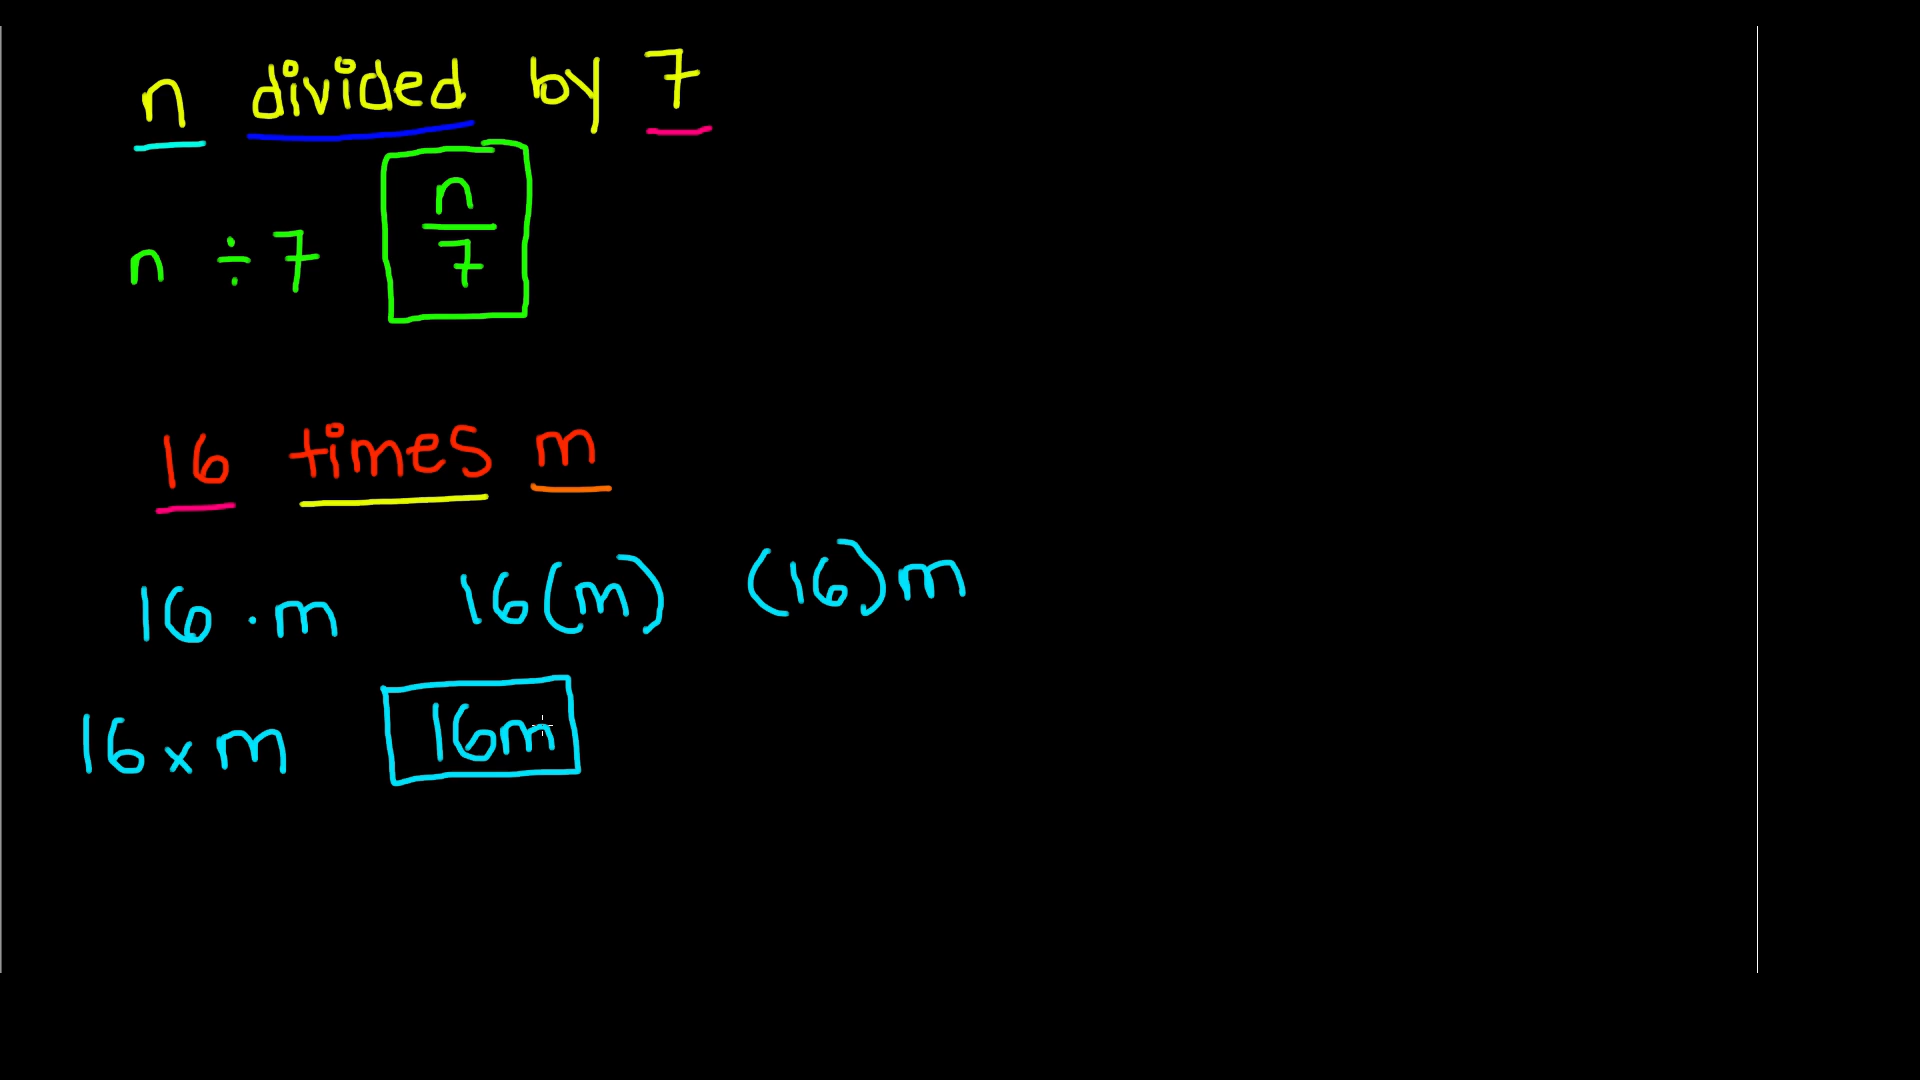 n divided by 7
n ÷ 7 n/7
16 times m
16 · m 16(m) (16)m
16 x m 16m